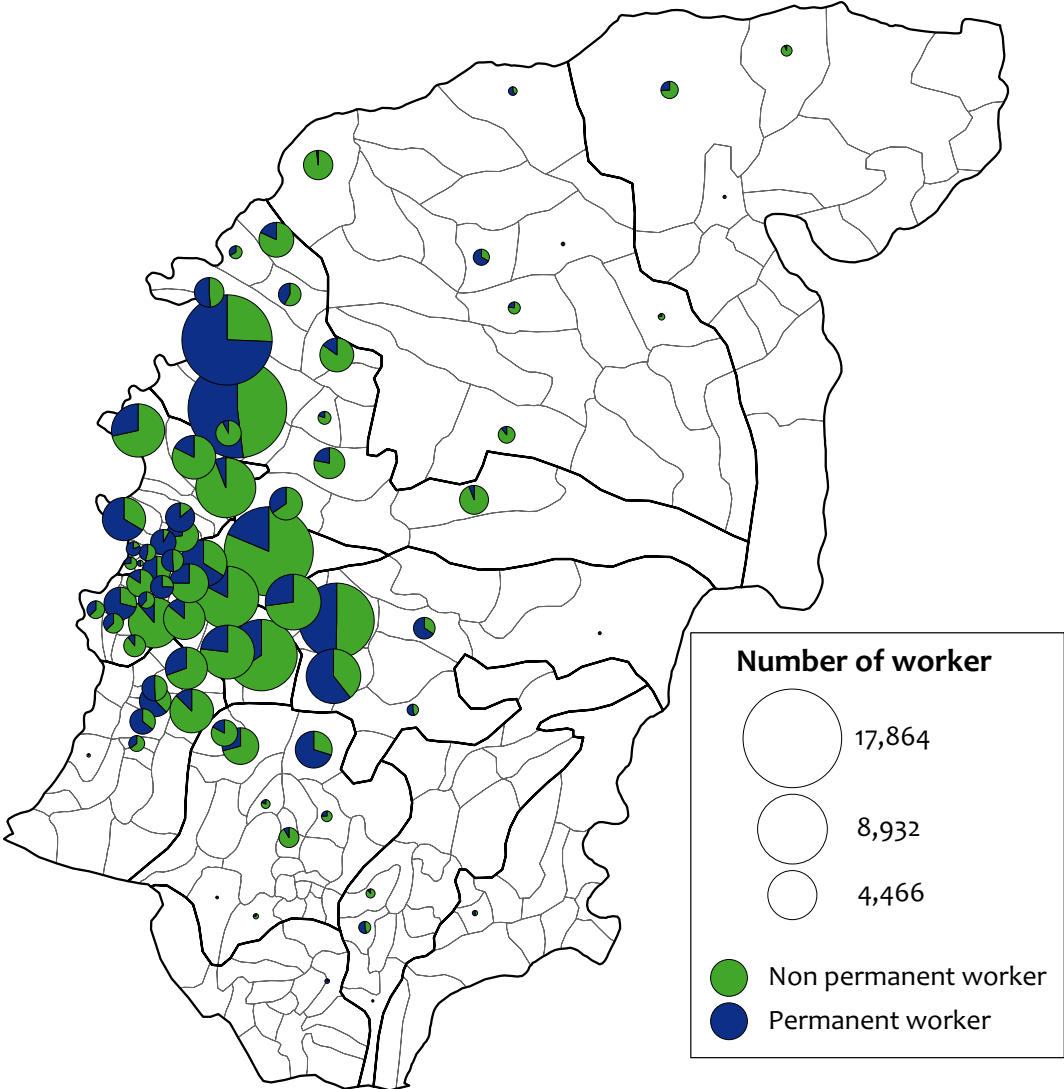 Number of worker
17,864
8,932
4,466
Non permanent worker
Permanent worker